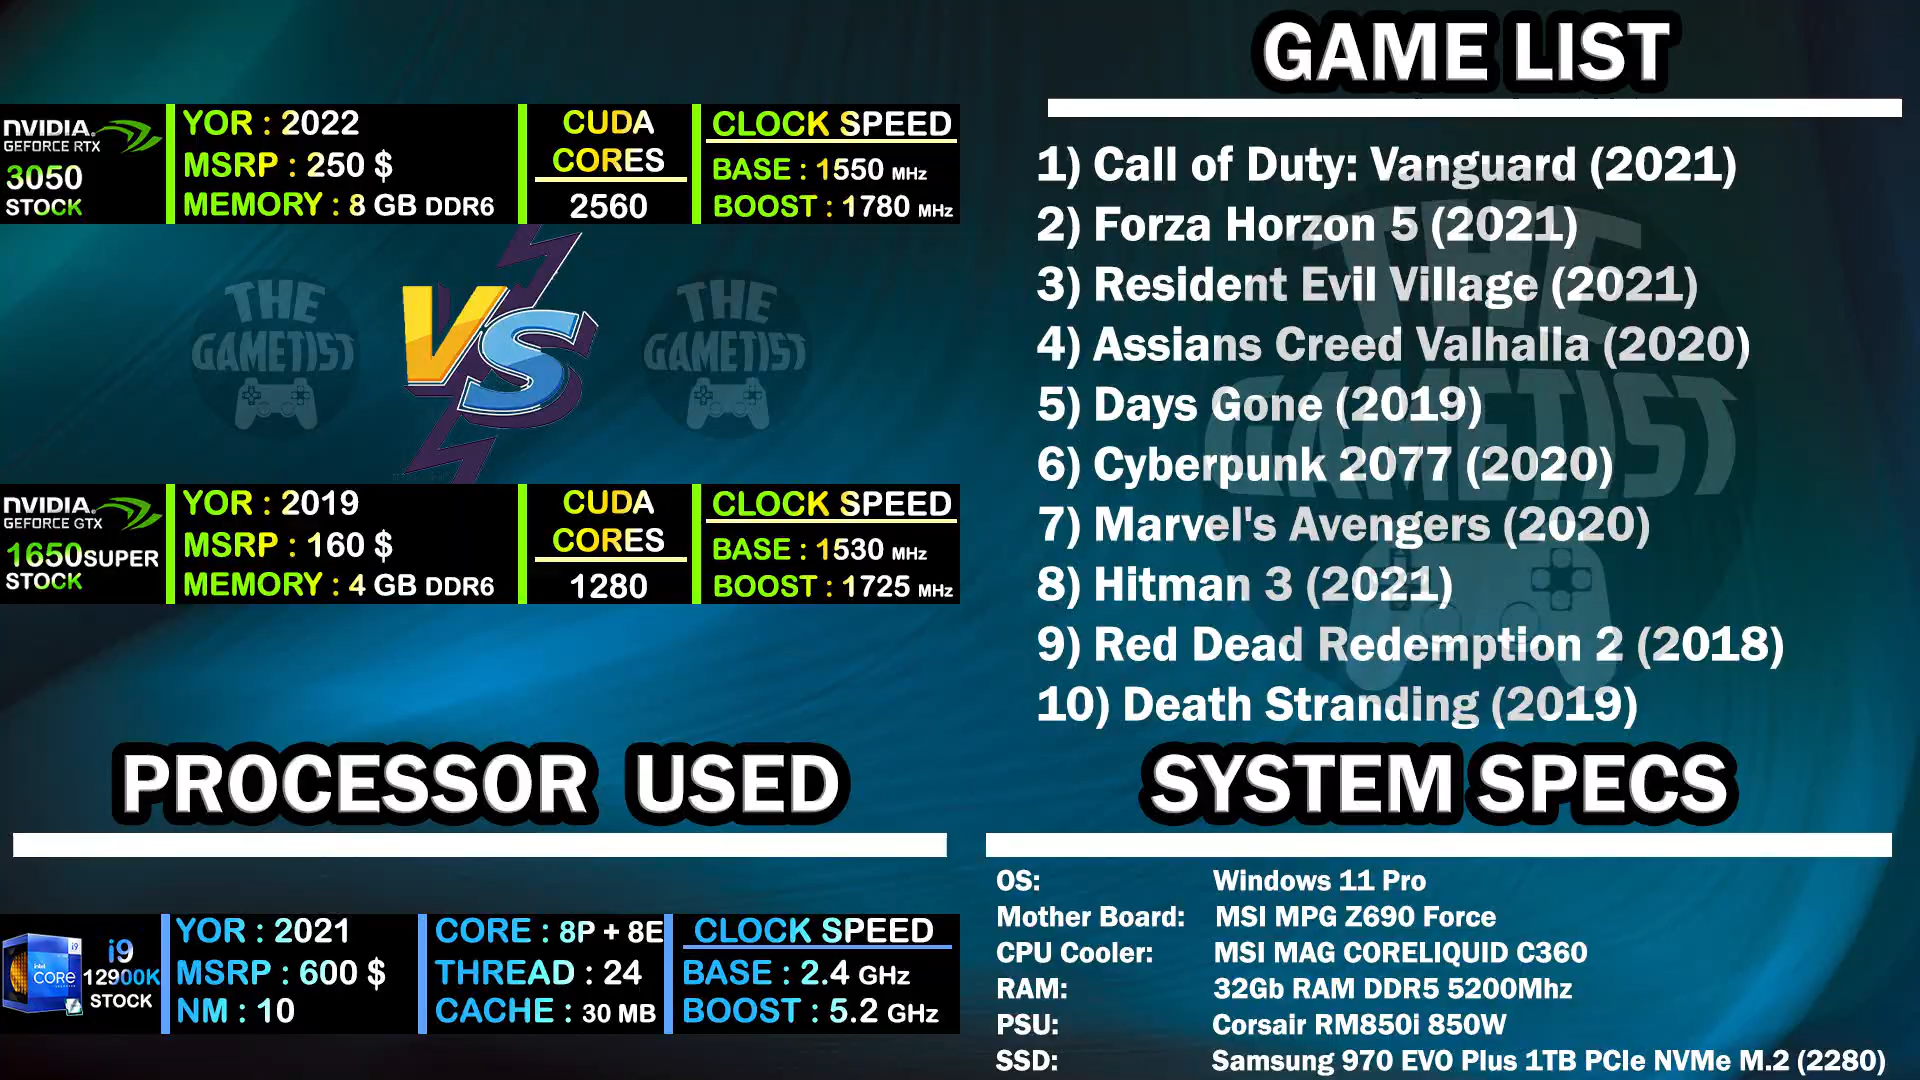 NVIDIA.
GEFORCE RTX
3050
STOCK
YOR : 2022
MSRP : 250 $
MEMORY : 8 GB DDR6
CUDA
CORES
2560
CLOCK SPEED
BASE : 1550 MHz
BOOST : 1780 MHz
THE
GAMETIST
VS
THE
GAMETIST
NVIDIA.
GEFORCE GTX
1650SUPER
STOCK
YOR : 2019
MSRP : 160 $
MEMORY : 4 GB DDR6
CUDA
CORES
1280
CLOCK SPEED
BASE : 1530 MHz
BOOST : 1725 MHz
PROCESSOR USED
intel
CORE
i9
i9
12900K
STOCK
YOR : 2021
MSRP : 600 $
NM : 10
CORE : 8P + 8E
THREAD : 24
CACHE : 30 MB
CLOCK SPEED
BASE : 2.4 GHz
BOOST : 5.2 GHz
GAME LIST
1) Call of Duty: Vanguard (2021)
2) Forza Horzon 5 (2021)
3) Resident Evil Village (2021)
4) Assians Creed Valhalla (2020)
5) Days Gone (2019)
6) Cyberpunk 2077 (2020)
7) Marvel's Avengers (2020)
8) Hitman 3 (2021)
9) Red Dead Redemption 2 (2018)
10) Death Stranding (2019)
THE
GAMETIST
SYSTEM SPECS
OS: Windows 11 Pro
Mother Board: MSI MPG Z690 Force
CPU Cooler: MSI MAG CORELIQUID C360
RAM: 32Gb RAM DDR5 5200Mhz
PSU: Corsair RM850i 850W
SSD: Samsung 970 EVO Plus 1TB PCIe NVMe M.2 (2280)